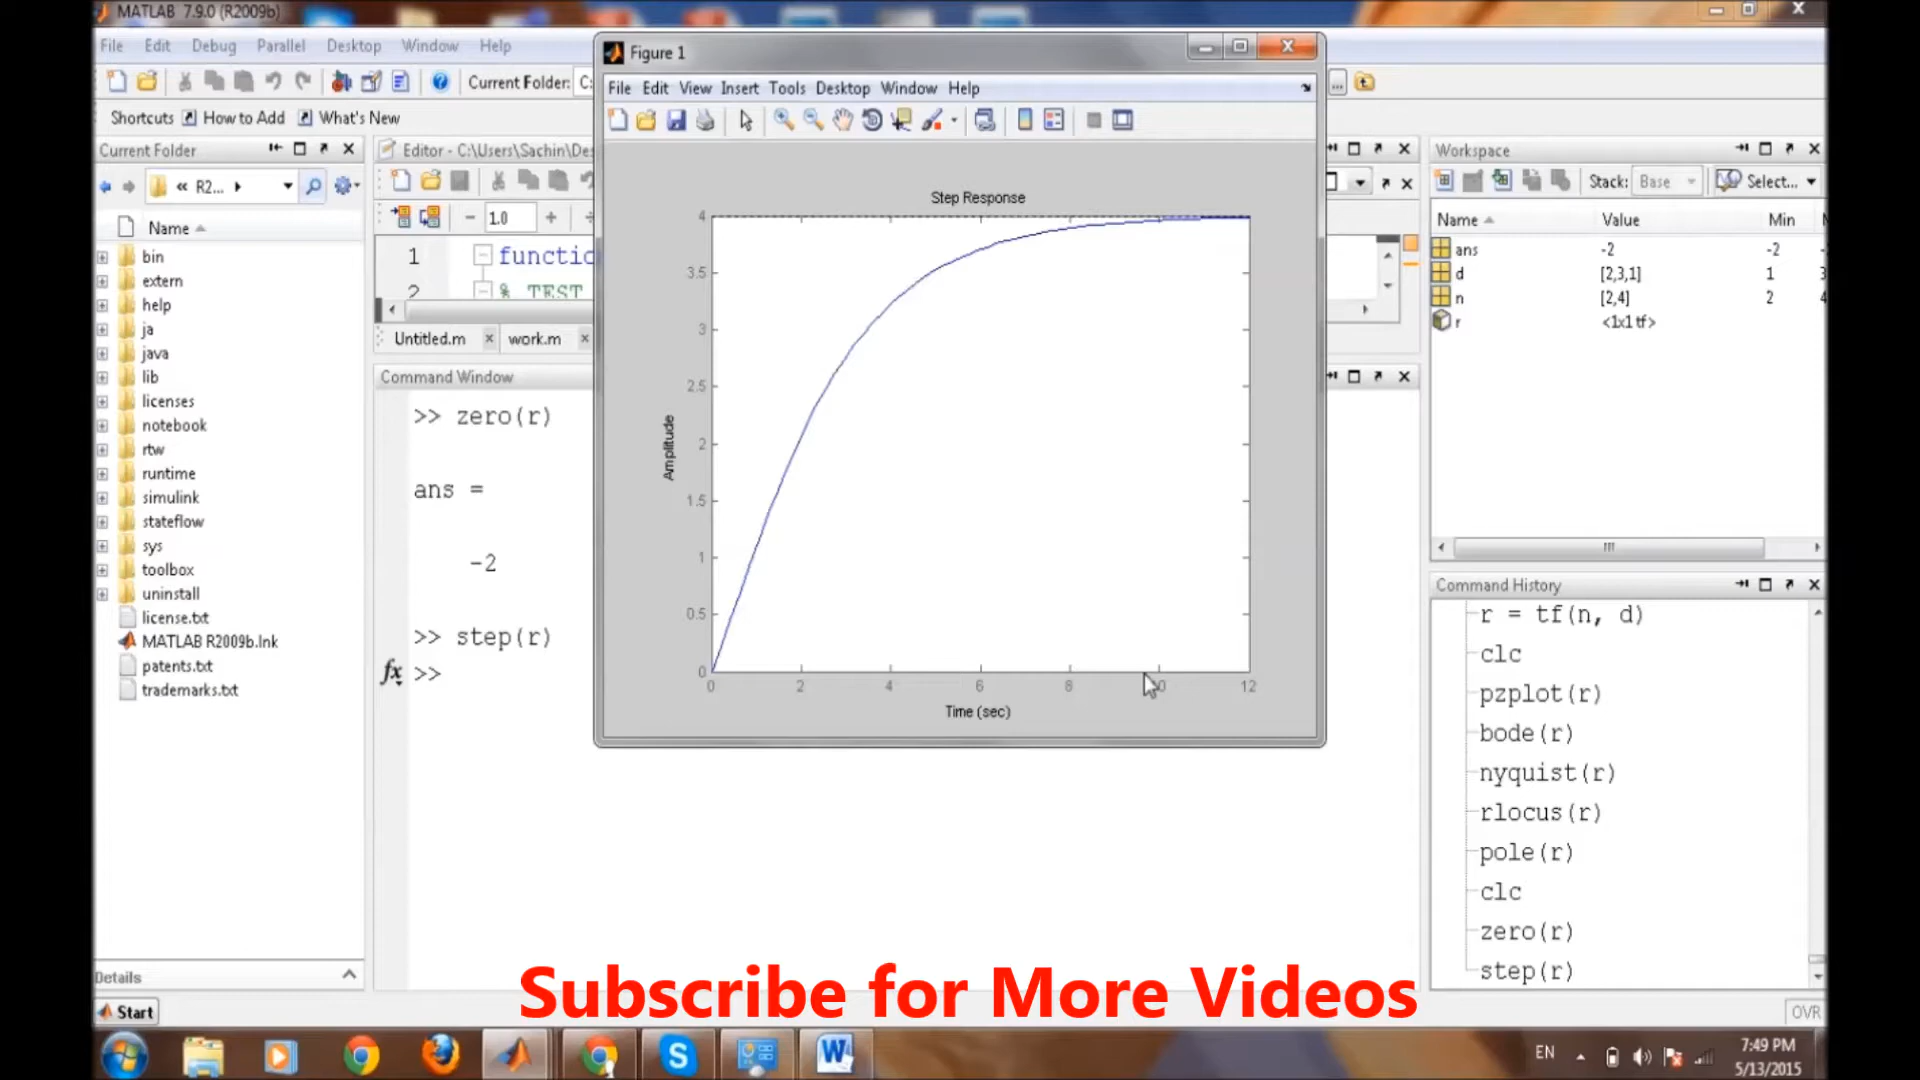 MATLAB 7.9.0 (R2009b)
File Edit Debug Parallel Desktop Window Help
Current Folder: C:
Shortcuts How to Add What's New
Current Folder
« R2...
Name
bin
extern
help
ja
java
lib
licenses
notebook
rtw
runtime
simulink
stateflow
sys
toolbox
uninstall
license.txt
MATLAB R2009b.lnk
patents.txt
trademarks.txt
Details
Start
Editor - C:\Users\Sachin\Des
1.0
1 functio
2 % TEST
Untitled.m work.m
Command Window
>> zero(r)
ans =
-2
>> step(r)
fx >>
Figure 1
File Edit View Insert Tools Desktop Window Help
Step Response
4
3.5
3
2.5
2
1.5
1
0.5
0
Amplitude
0 2 4 6 8 12
Time (sec)
Workspace
Stack: Base Select...
Name Value Min
ans -2 -2
d [2,3,1] 1 3
n [2,4] 2 4
r <1x1 tf>
Command History
r = tf(n, d)
clc
pzplot(r)
bode(r)
nyquist(r)
rlocus(r)
pole(r)
clc
zero(r)
step(r)
OVR
Subscribe for More Videos
EN
7:49 PM
5/13/2015